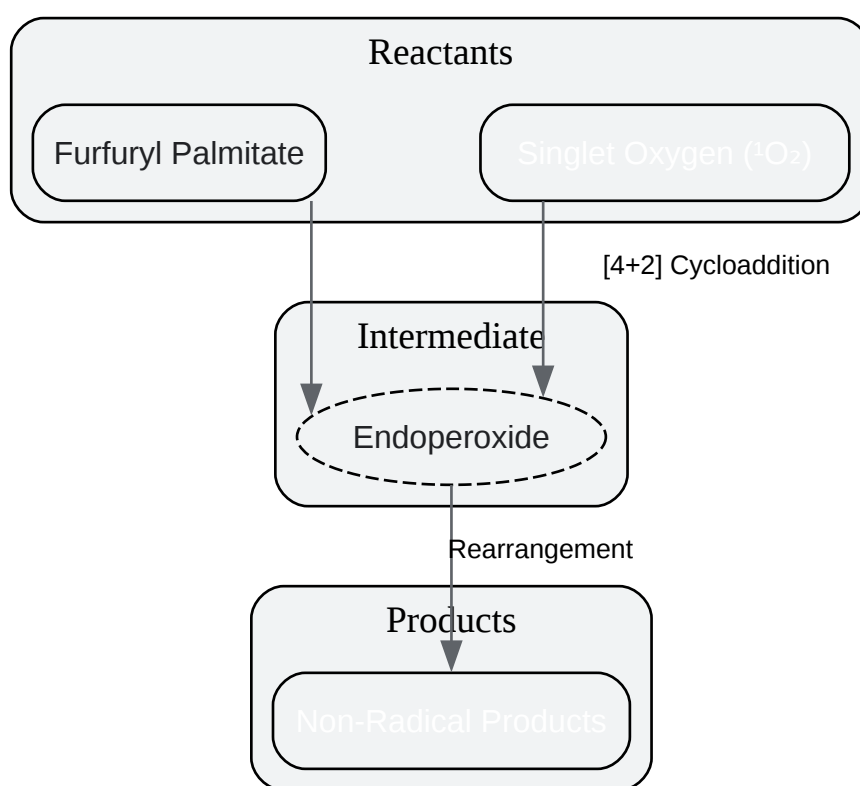 Reactants
Furfuryl Palmitate
Singlet Oxygen (¹O₂)
[4+2] Cycloaddition
Intermediate
Endoperoxide
Rearrangement
Products
Non-Radical Products